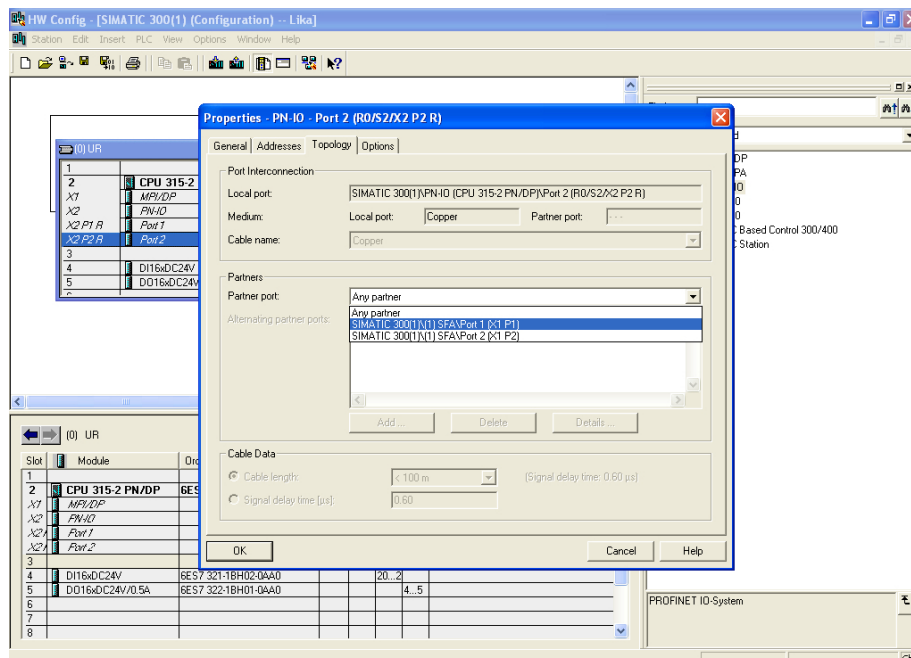 HW Config - [SIMATIC 300(1) (Configuration) -- Lika]
Station Edit Insert PLC View Options Window Help
(0) UR
1
2 CPU 315-2
X1 MPI/DP
X2 PN-IO
X2 P1 R Port 1
X2 P2 R Port 2
3
4 DI16xDC24V
5 DO16xDC24V
Properties - PN-IO - Port 2 (R0/S2/X2 P2 R)
General Addresses Topology Options
Port Interconnection
Local port: SIMATIC 300(1)\PN-IO (CPU 315-2 PN/DP)\Port 2 (R0/S2/X2 P2 R)
Medium: Local port: Copper Partner port: - - -
Cable name: Copper
Partners
Partner port: Any partner
Any partner
SIMATIC 300(1)\(1) SFA\Port 1 (X1 P1)
SIMATIC 300(1)\(1) SFA\Port 2 (X1 P2)
Alternating partner ports:
Add ... Delete Details ...
Cable Data
Cable length: < 100 m (Signal delay time: 0.60 µs)
Signal delay time [µs]: 0.60
OK Cancel Help
DP
PA
IO
0
0
Based Control 300/400
Station
(0) UR
Slot Module Ord
1
2 CPU 315-2 PN/DP 6ES
X1 MPI/DP
X2 PN-IO
X2 Port 1
X2 Port 2
3
4 DI16xDC24V 6ES7 321-1BH02-0AA0 20...2
5 DO16xDC24V/0.5A 6ES7 322-1BH01-0AA0 4...5
6
7
8
PROFINET IO-System